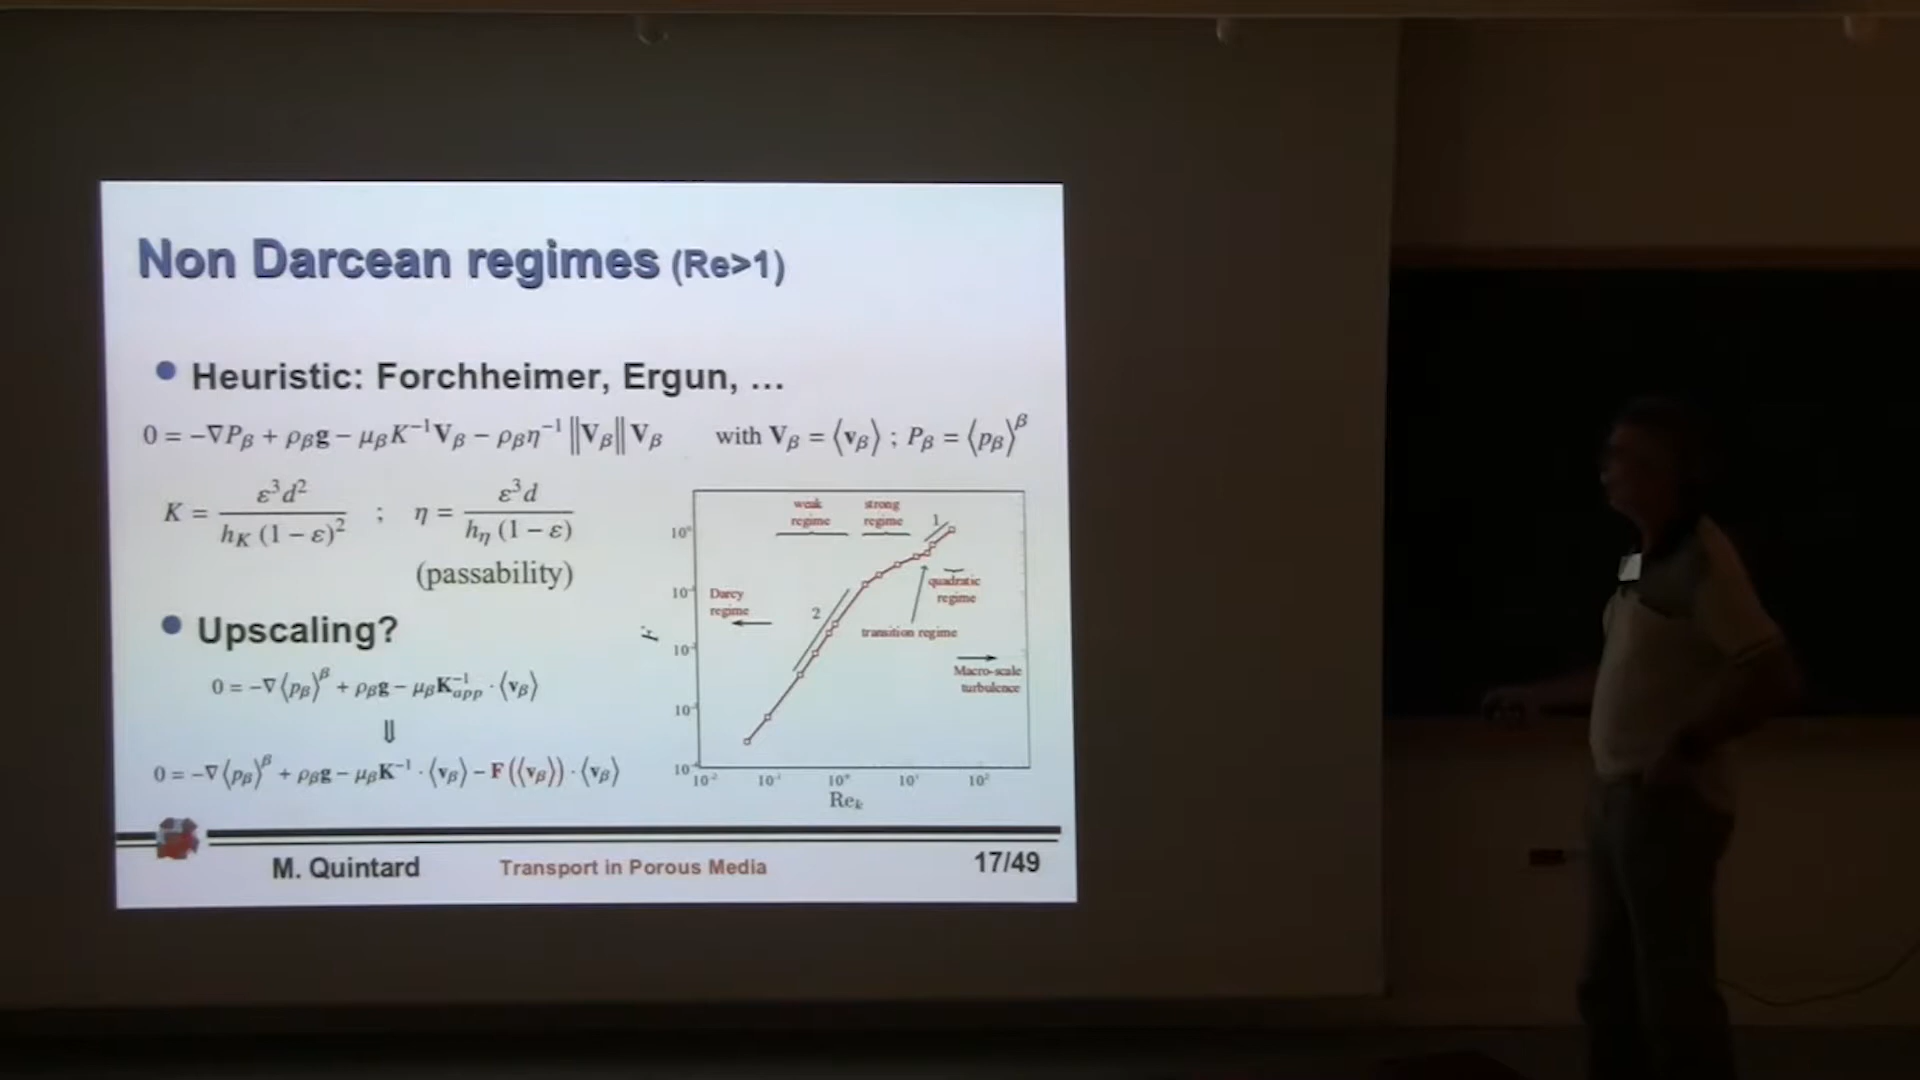 Non Darcean regimes (Re>1)
• Heuristic: Forchheimer, Ergun, ...
0 = −∇P_β + ρ_β g − μ_β K⁻¹ V_β − ρ_β η⁻¹ ‖V_β‖ V_β   with V_β = ⟨v_β⟩ ; P_β = ⟨p_β⟩^β
K = ε³d² / h_K (1 − ε)² ; η = ε³d / h_η (1 − ε)
(passability)
• Upscaling?
0 = −∇⟨p_β⟩^β + ρ_β g − μ_β K⁻¹_app · ⟨v_β⟩
⇓
0 = −∇⟨p_β⟩^β + ρ_β g − μ_β K⁻¹ · ⟨v_β⟩ − F(⟨v_β⟩) · ⟨v_β⟩
weak regime
strong regime
1
10⁰
Darcy regime
2
quadratic regime
transition regime
Macro-scale turbulence
F
10⁻² 10⁻¹ 10⁰ 10¹ 10²
Re_k
M. Quintard
Transport in Porous Media
17/49